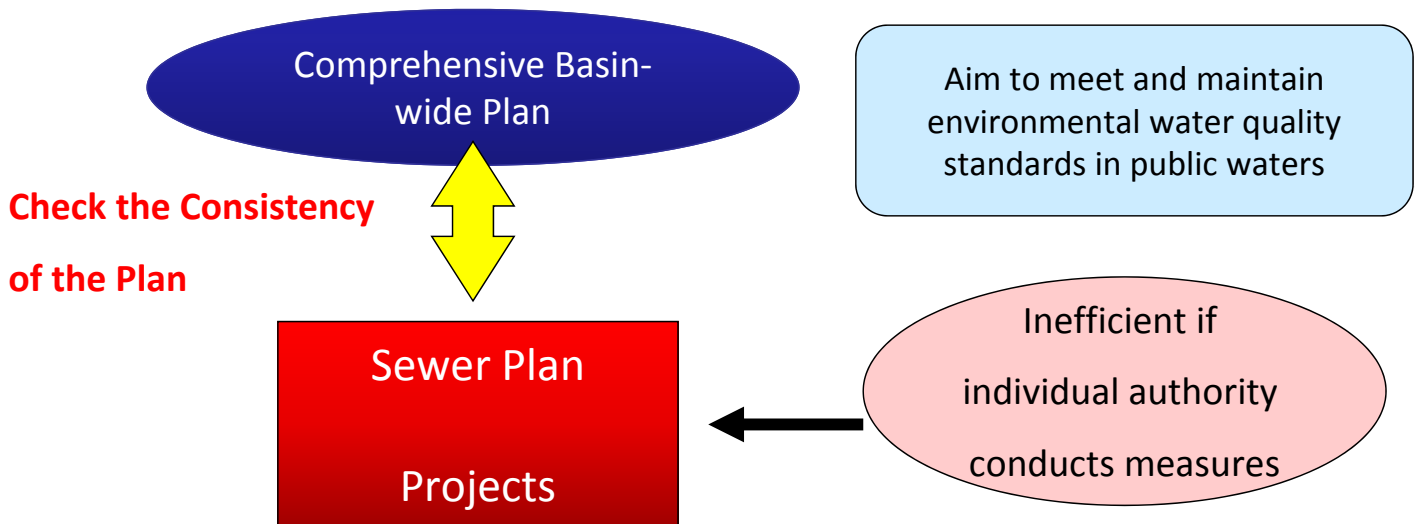 Comprehensive Basin-
wide Plan
Aim to meet and maintain
environmental water quality
standards in public waters
Check the Consistency
of the Plan
Sewer Plan
Projects
Inefficient if
individual authority
conducts measures